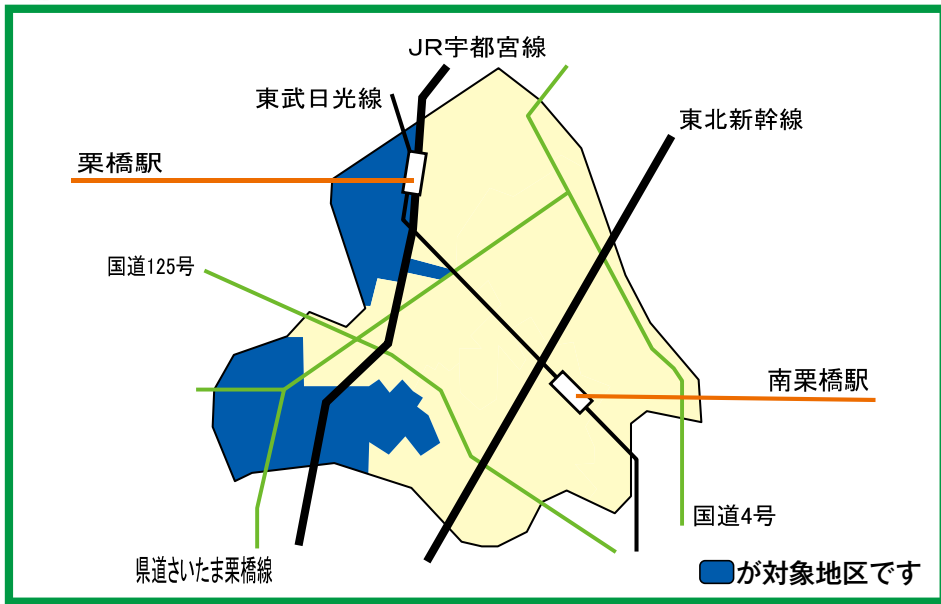 JR宇都宮線
東武日光線
東北新幹線
栗橋駅
国道125号
南栗橋駅
国道4号
県道さいたま栗橋線
が対象地区です